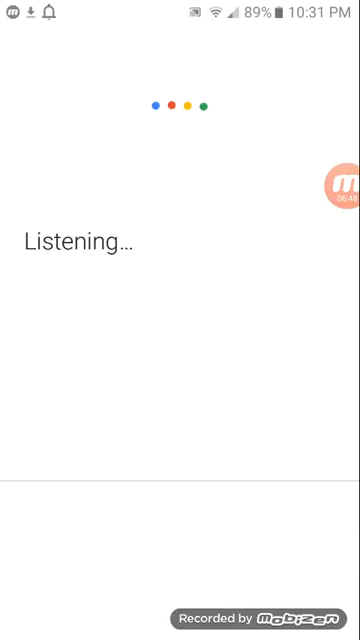 m
89% 10:31 PM
m
06:48
Listening...
Recorded by mobizen